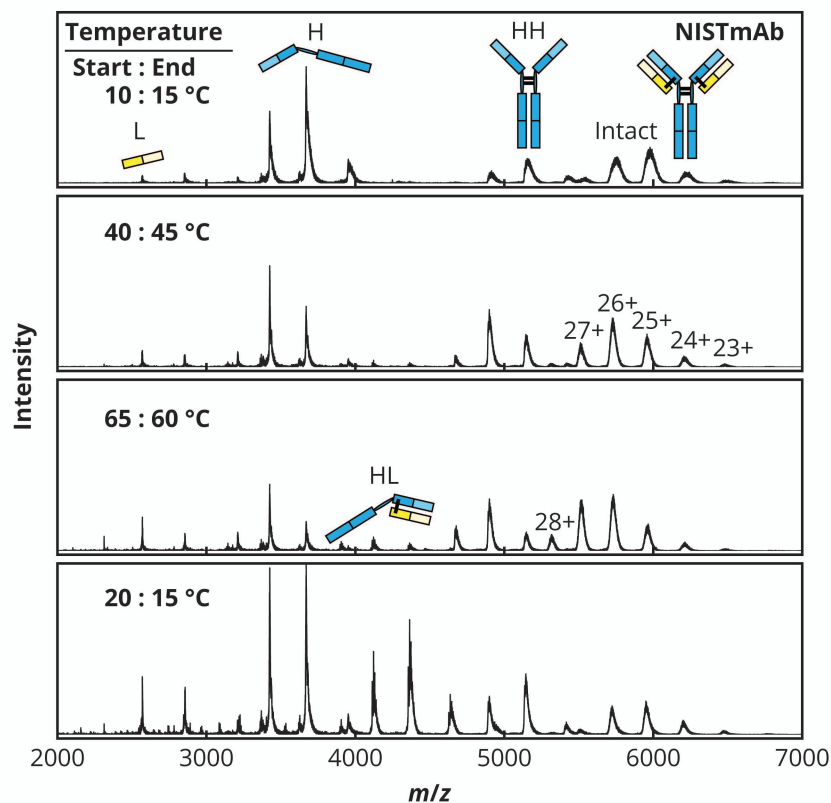 Temperature
Start : End
10 : 15 °C
L
H
HH
NISTmAb
Intact
40 : 45 °C
27+
26+
25+
24+
23+
65 : 60 °C
HL
28+
20 : 15 °C
Intensity
2000
3000
4000
5000
6000
7000
m/z